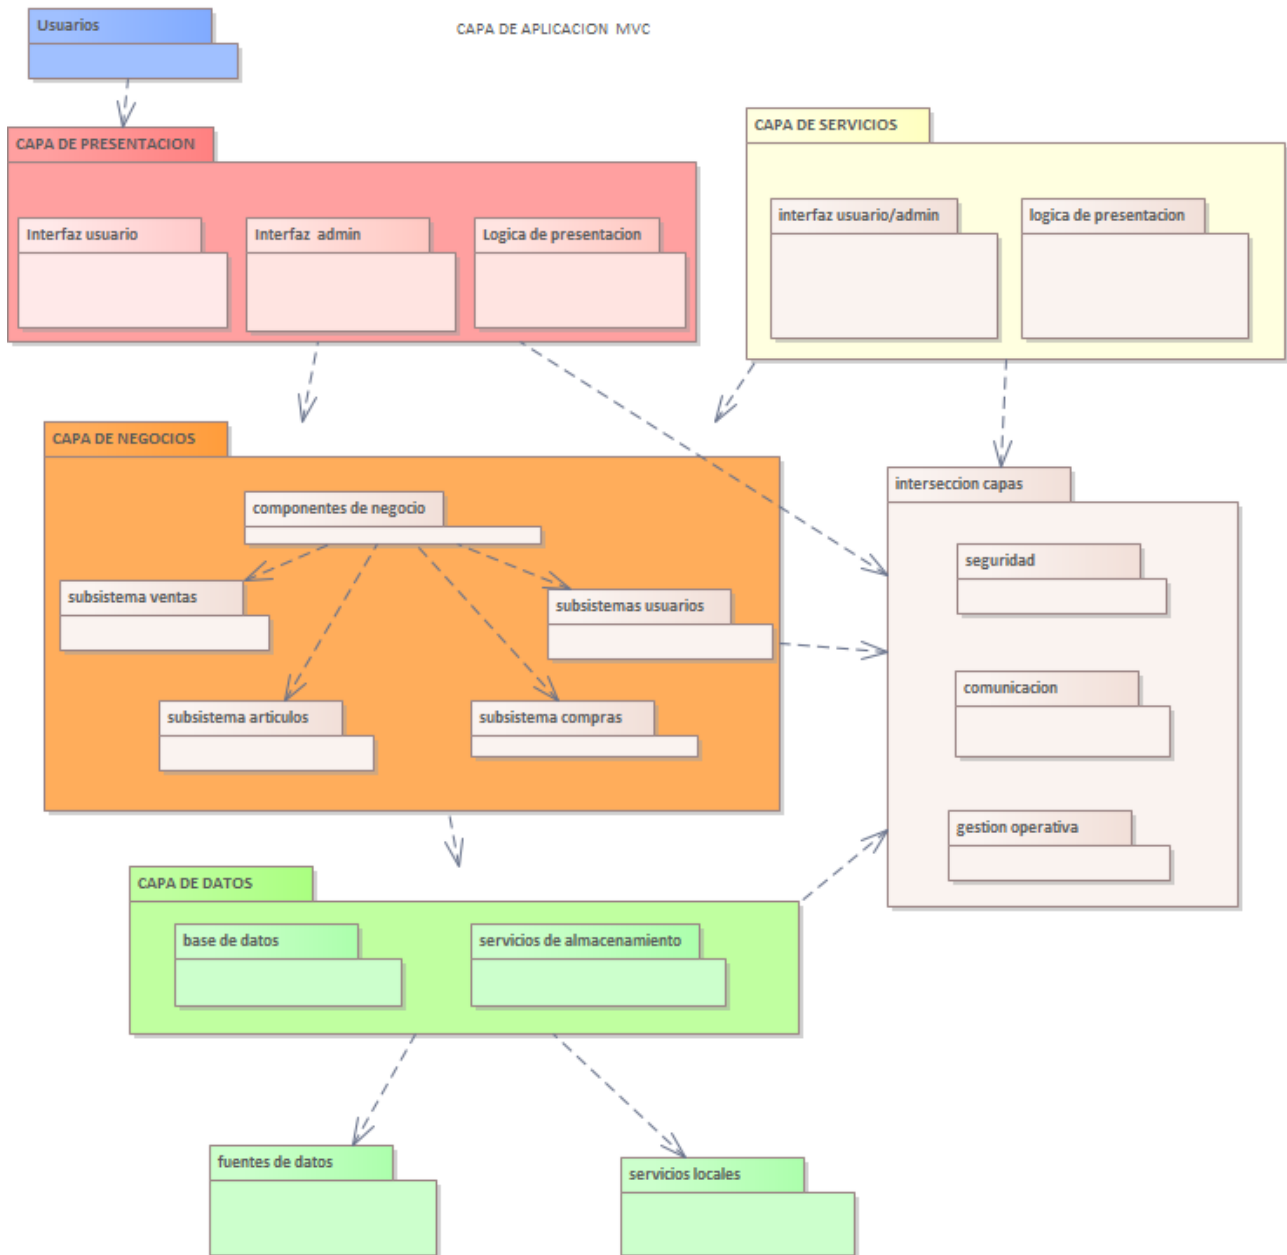 Usuarios
CAPA DE APLICACION MVC
CAPA DE PRESENTACION
Interfaz usuario
Interfaz admin
Logica de presentacion
CAPA DE SERVICIOS
interfaz usuario/admin
logica de presentacion
CAPA DE NEGOCIOS
componentes de negocio
subsistema ventas
subsistemas usuarios
subsistema articulos
subsistema compras
interseccion capas
seguridad
comunicacion
gestion operativa
CAPA DE DATOS
base de datos
servicios de almacenamiento
fuentes de datos
servicios locales